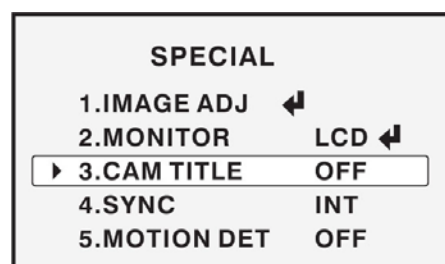 SPECIAL
1.IMAGE ADJ ↲
2.MONITOR LCD ↲
3.CAM TITLE OFF
4.SYNC INT
5.MOTION DET OFF